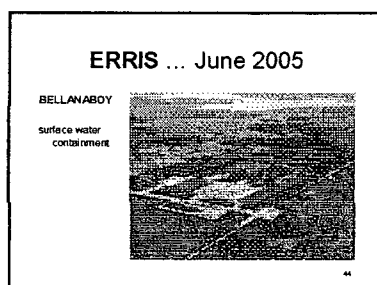 ERRIS ... June 2005
BELLANABOY
surface water
containment
44